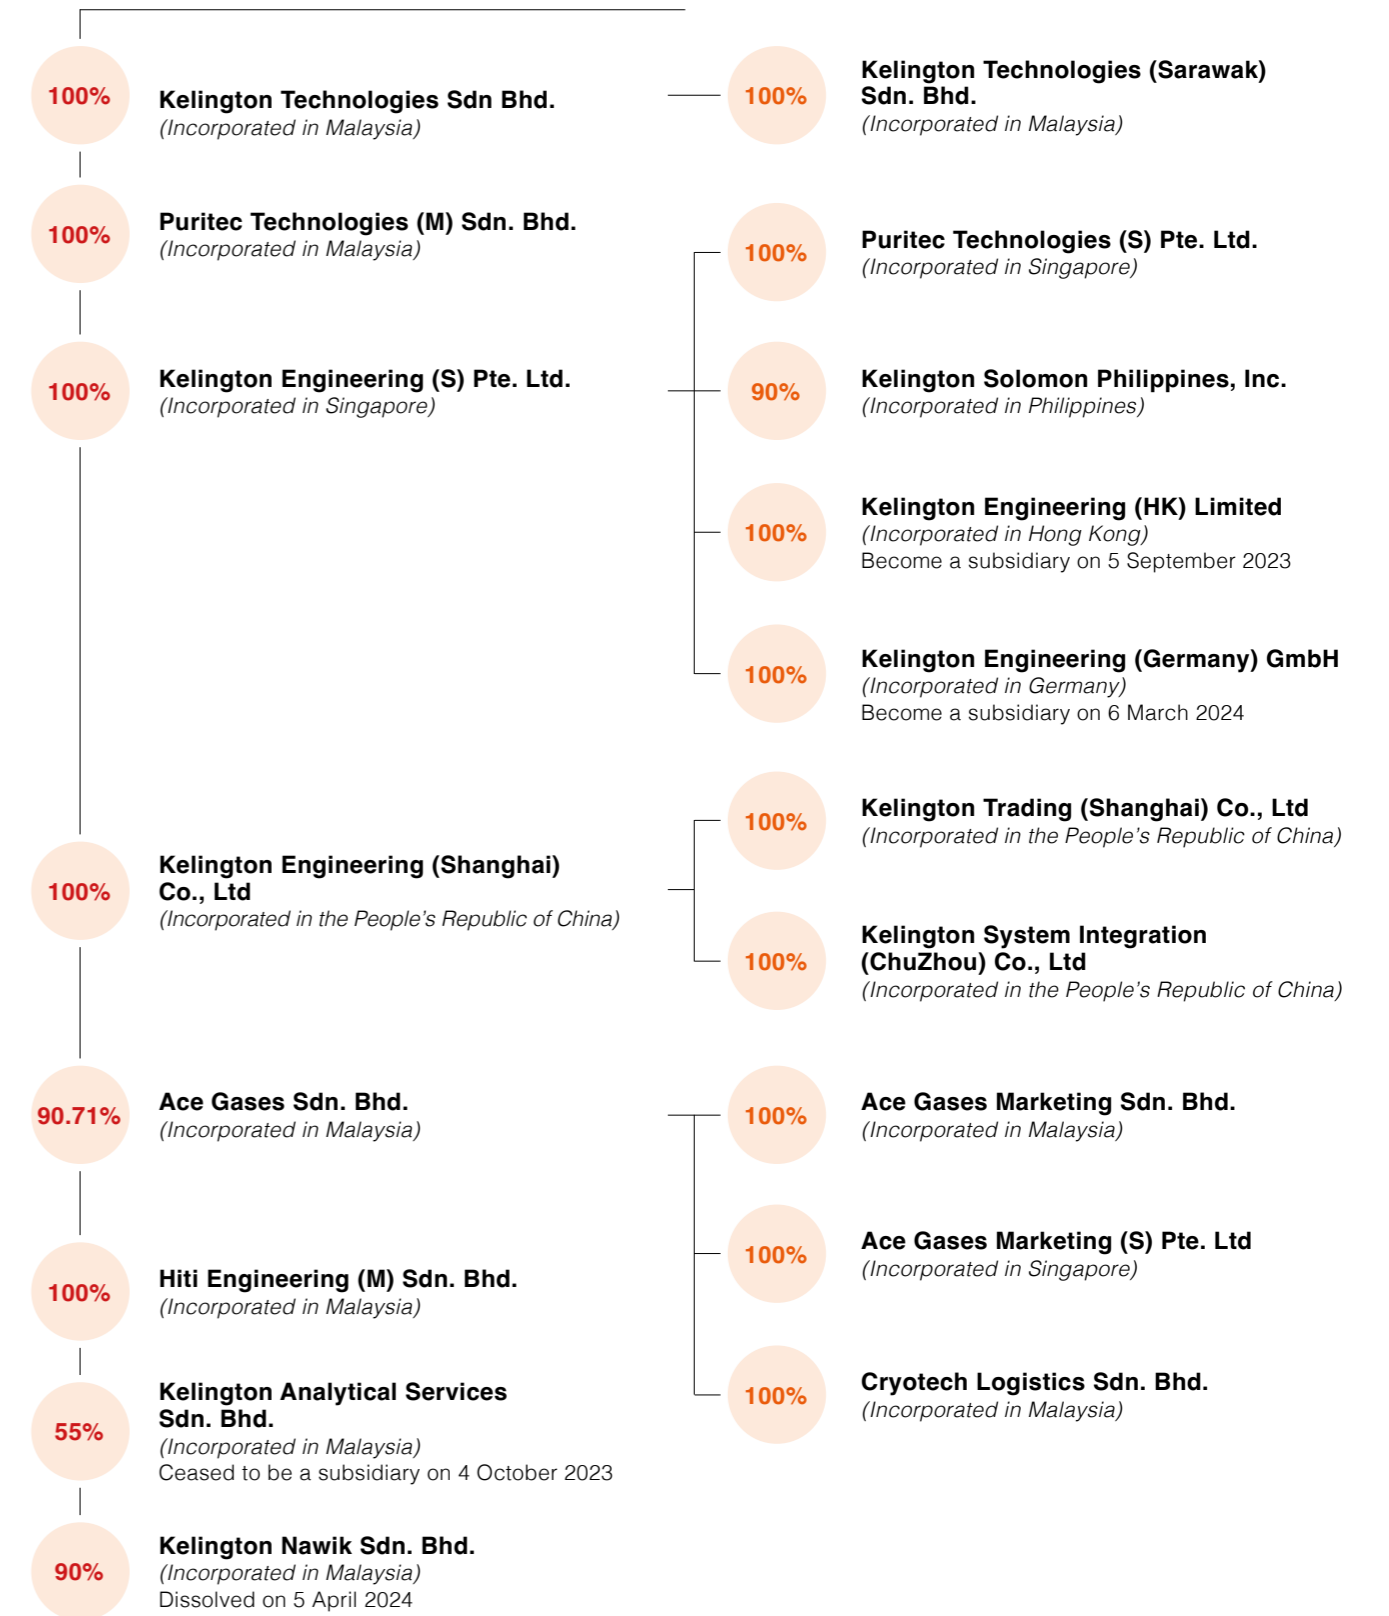 100%
Kelington Technologies Sdn Bhd.
(Incorporated in Malaysia)
100%
Kelington Technologies (Sarawak)
Sdn. Bhd.
(Incorporated in Malaysia)
100%
Puritec Technologies (M) Sdn. Bhd.
(Incorporated in Malaysia)
100%
Puritec Technologies (S) Pte. Ltd.
(Incorporated in Singapore)
100%
Kelington Engineering (S) Pte. Ltd.
(Incorporated in Singapore)
90%
Kelington Solomon Philippines, Inc.
(Incorporated in Philippines)
100%
Kelington Engineering (HK) Limited
(Incorporated in Hong Kong)
Become a subsidiary on 5 September 2023
100%
Kelington Engineering (Germany) GmbH
(Incorporated in Germany)
Become a subsidiary on 6 March 2024
100%
Kelington Engineering (Shanghai)
Co., Ltd
(Incorporated in the People's Republic of China)
100%
Kelington Trading (Shanghai) Co., Ltd
(Incorporated in the People's Republic of China)
100%
Kelington System Integration
(ChuZhou) Co., Ltd
(Incorporated in the People's Republic of China)
90.71%
Ace Gases Sdn. Bhd.
(Incorporated in Malaysia)
100%
Ace Gases Marketing Sdn. Bhd.
(Incorporated in Malaysia)
100%
Ace Gases Marketing (S) Pte. Ltd
(Incorporated in Singapore)
100%
Hiti Engineering (M) Sdn. Bhd.
(Incorporated in Malaysia)
100%
Cryotech Logistics Sdn. Bhd.
(Incorporated in Malaysia)
55%
Kelington Analytical Services
Sdn. Bhd.
(Incorporated in Malaysia)
Ceased to be a subsidiary on 4 October 2023
90%
Kelington Nawik Sdn. Bhd.
(Incorporated in Malaysia)
Dissolved on 5 April 2024